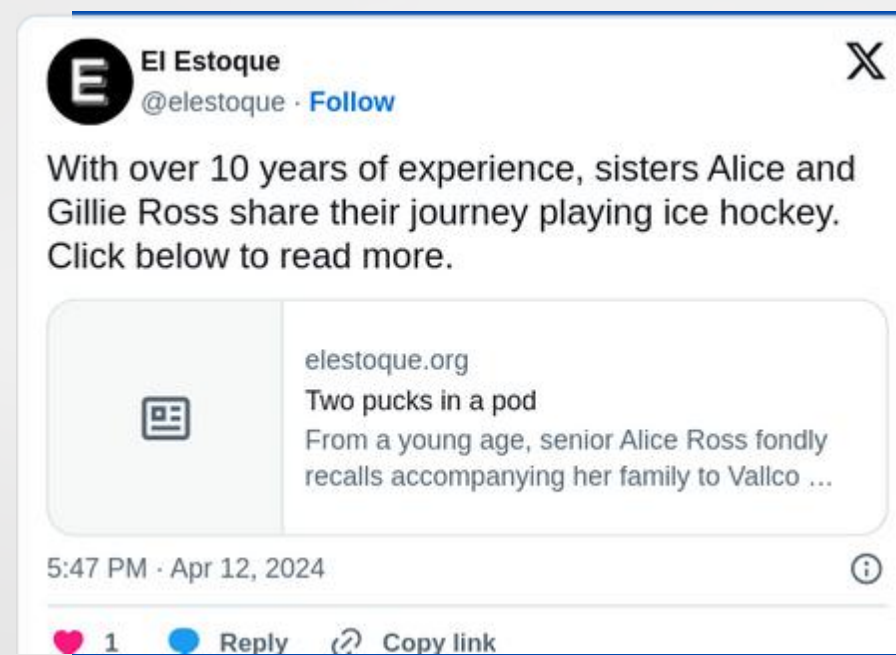 E
El Estoque
@elestoque · Follow
With over 10 years of experience, sisters Alice and
Gillie Ross share their journey playing ice hockey.
Click below to read more.
elestoque.org
Two pucks in a pod
From a young age, senior Alice Ross fondly
recalls accompanying her family to Vallco ...
5:47 PM · Apr 12, 2024
1 Reply Copy link